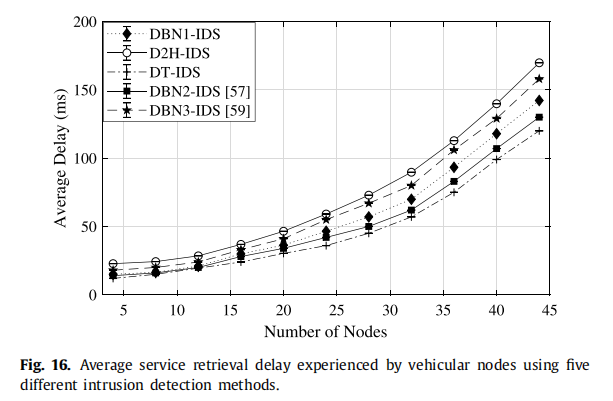 200
150
100
50
0
Average Delay (ms)
DBN1-IDS
D2H-IDS
DT-IDS
DBN2-IDS [57]
DBN3-IDS [59]
5 10 15 20 25 30 35 40 45
Number of Nodes
Fig. 16. Average service retrieval delay experienced by vehicular nodes using five
different intrusion detection methods.